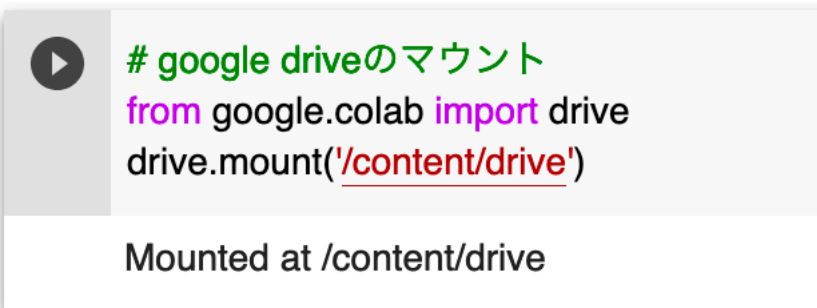 # google driveのマウント
from google.colab import drive
drive.mount('/content/drive')
Mounted at /content/drive